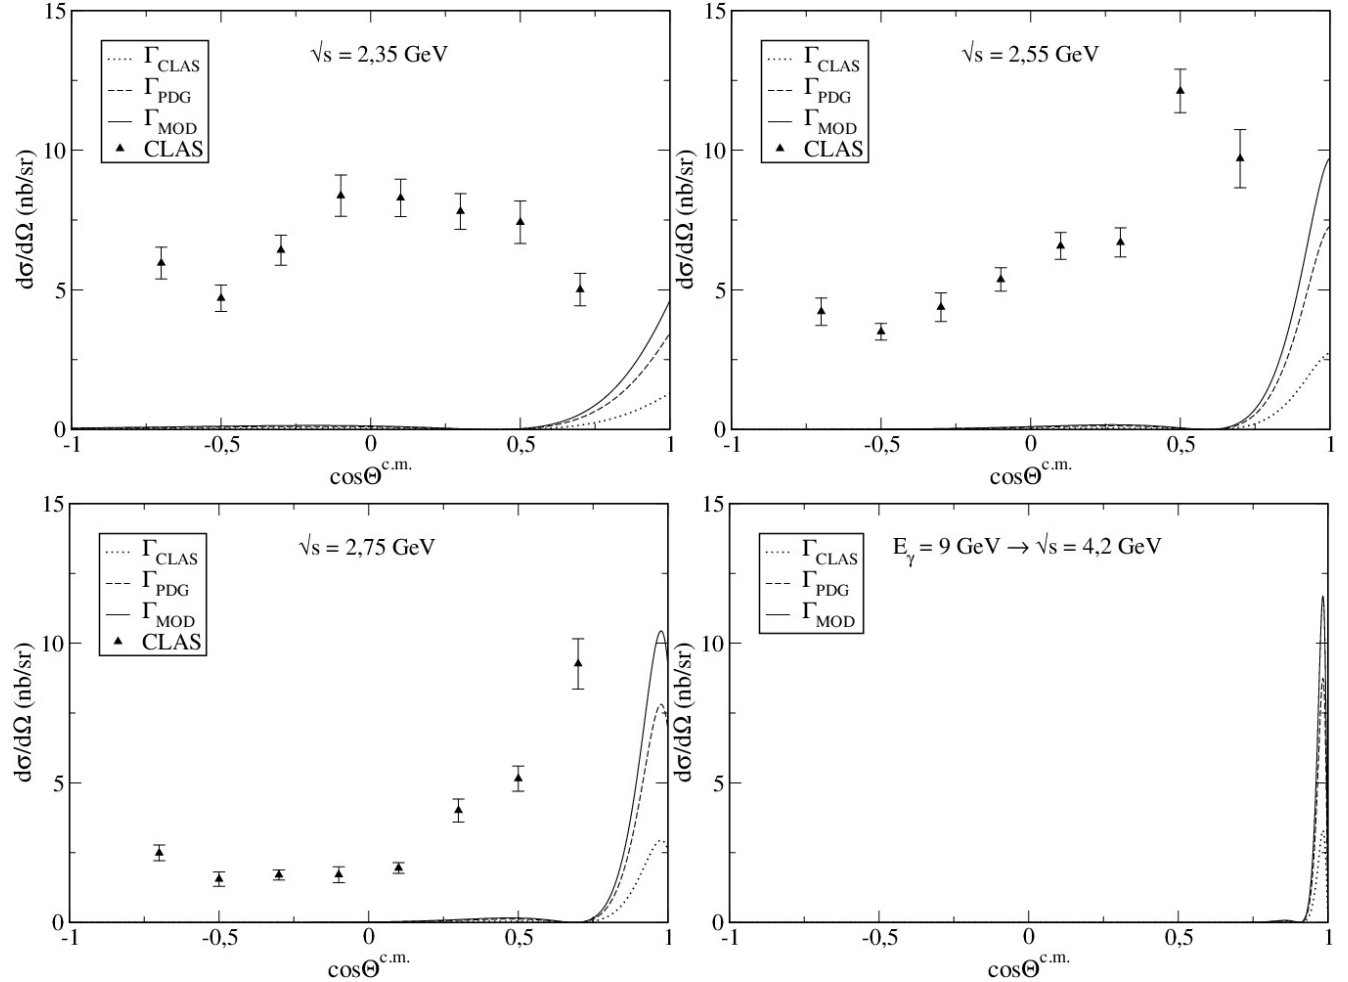 15
10
5
0
dσ/dΩ (nb/sr)
Γ_CLAS
Γ_PDG
Γ_MOD
CLAS
√s = 2,35 GeV
-1 -0,5 0 0,5 1
cosΘ^c.m.
15
10
5
0
dσ/dΩ (nb/sr)
Γ_CLAS
Γ_PDG
Γ_MOD
CLAS
√s = 2,55 GeV
-1 -0,5 0 0,5 1
cosΘ^c.m.
15
10
5
0
dσ/dΩ (nb/sr)
Γ_CLAS
Γ_PDG
Γ_MOD
CLAS
√s = 2,75 GeV
-1 -0,5 0 0,5 1
cosΘ^c.m.
15
10
5
0
dσ/dΩ (nb/sr)
Γ_CLAS
Γ_PDG
Γ_MOD
E_γ = 9 GeV → √s = 4,2 GeV
-1 -0,5 0 0,5 1
cosΘ^c.m.